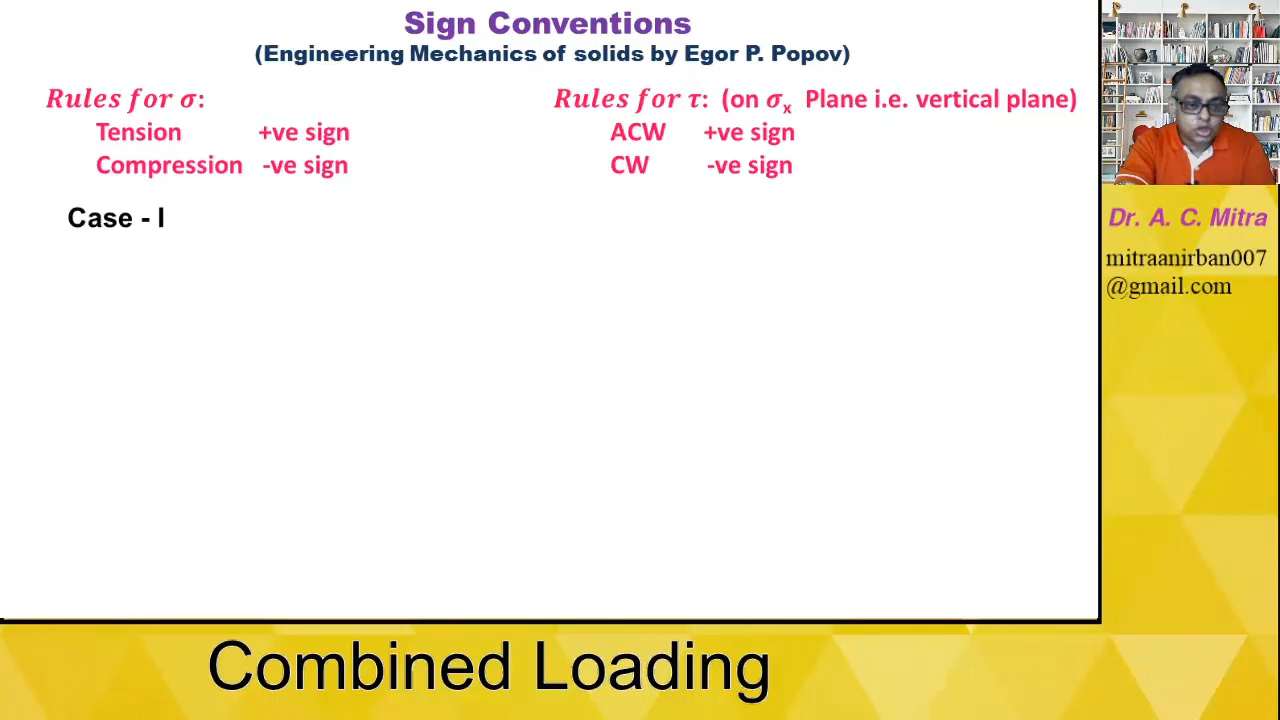 Sign Conventions
(Engineering Mechanics of solids by Egor P. Popov)
Rules for σ:
Tension +ve sign
Compression -ve sign
Rules for τ: (on σx Plane i.e. vertical plane)
ACW +ve sign
CW -ve sign
Case - I
Dr. A. C. Mitra
mitraanirban007
@gmail.com
Combined Loading